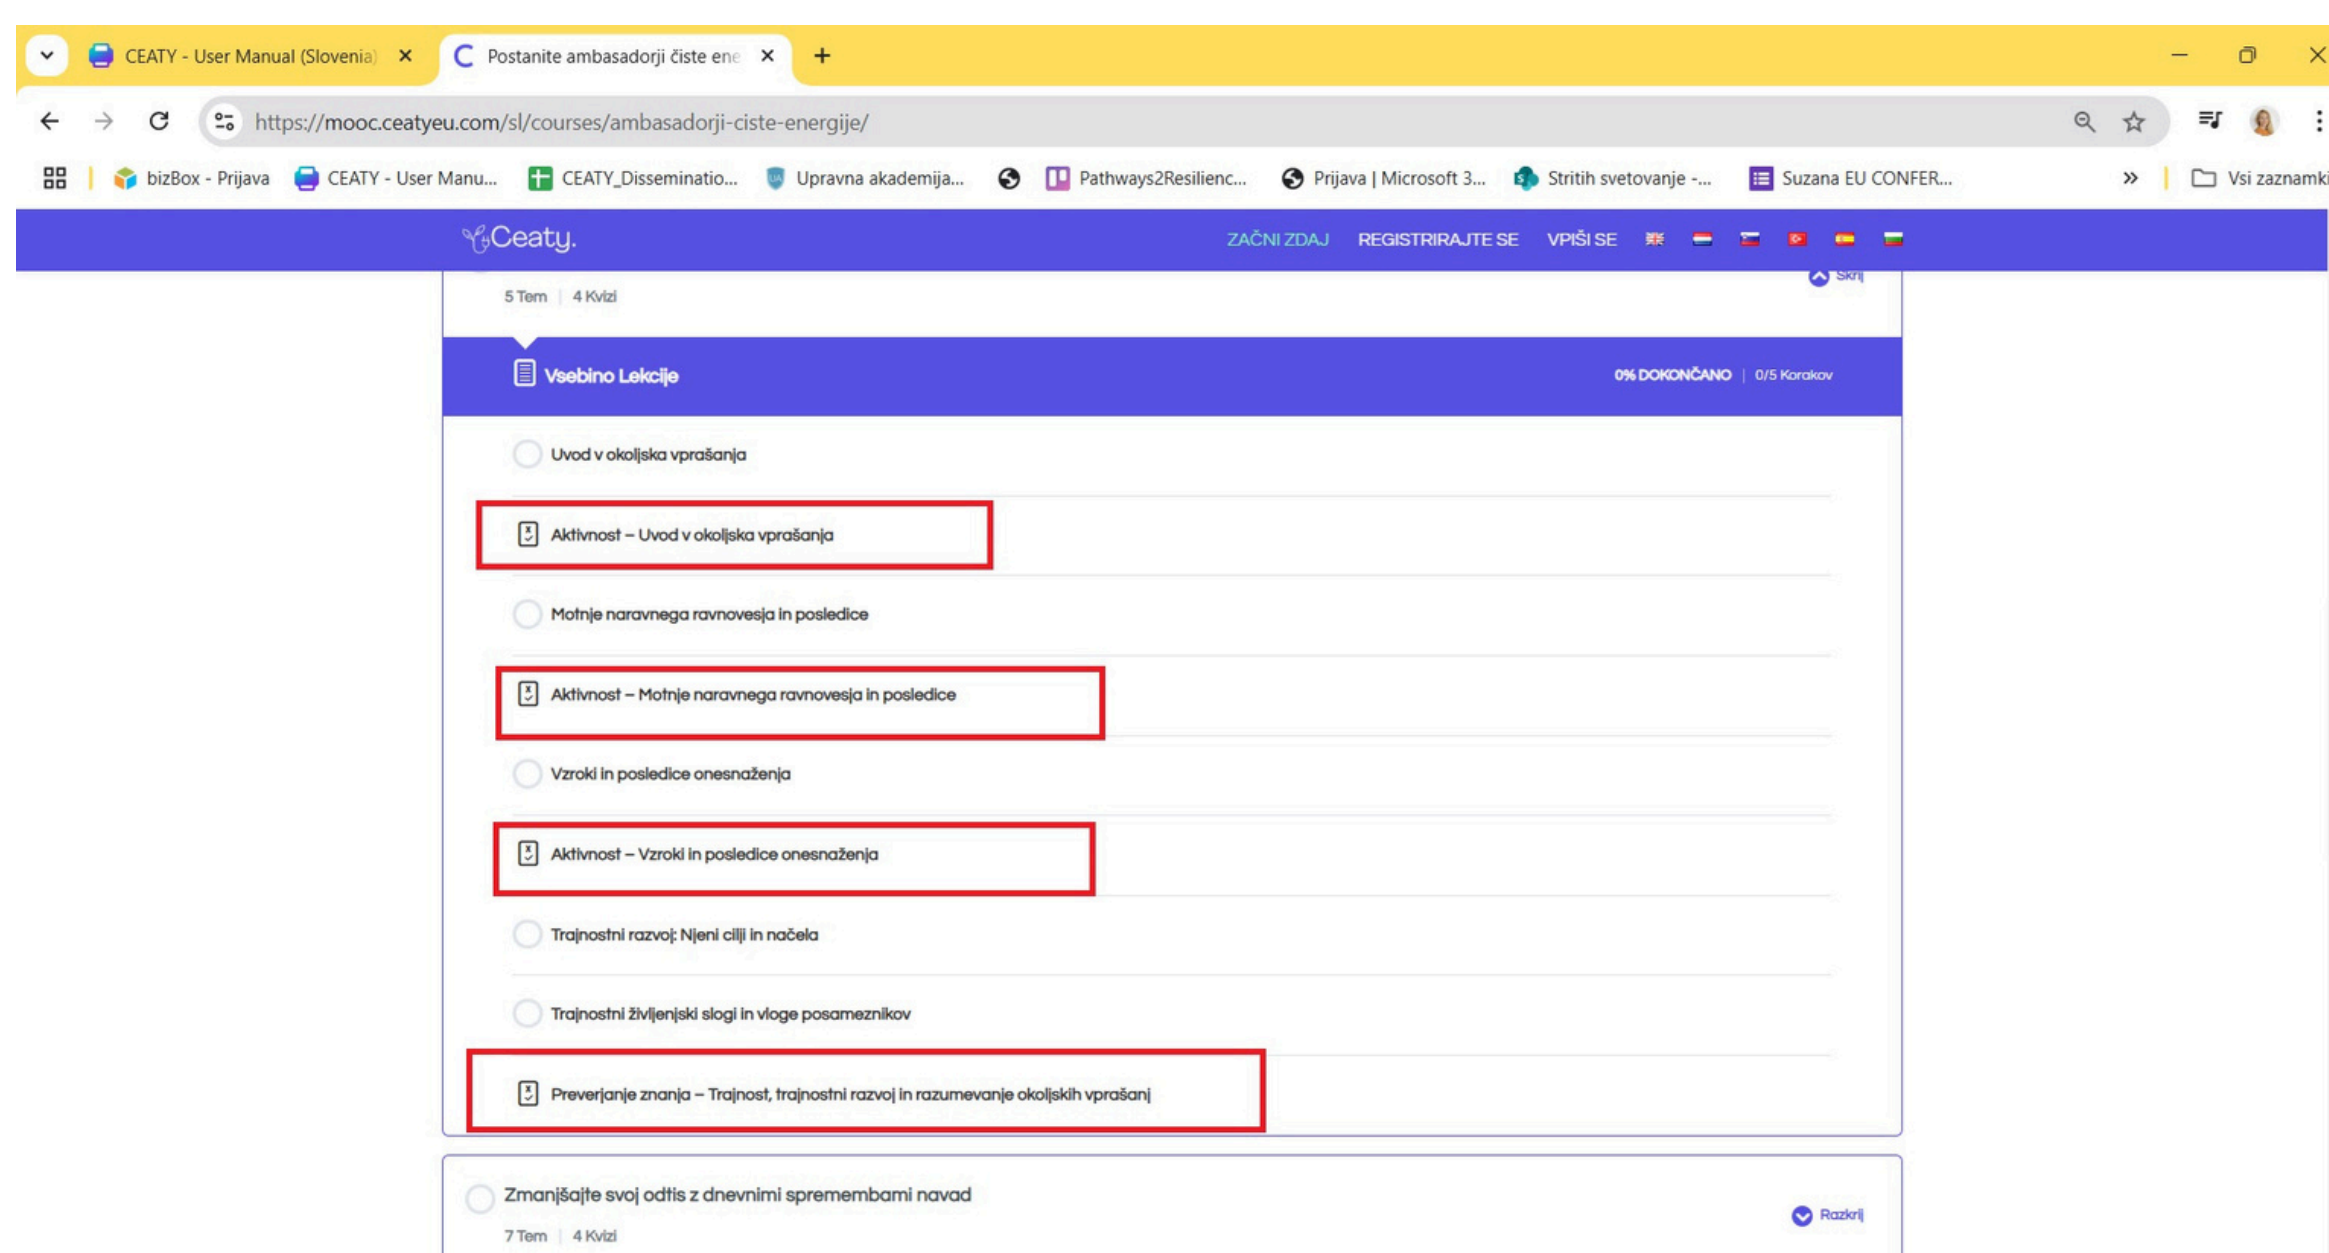 CEATY - User Manual (Slovenia)
Postanite ambasadorji čiste ene
https://mooc.ceatyeu.com/sl/courses/ambasadorji-ciste-energije/
bizBox - Prijava CEATY - User Manu... CEATY_Disseminatio... Upravna akademija... Pathways2Resilienc... Prijava | Microsoft 3... Stritih svetovanje -... Suzana EU CONFER... » Vsi zaznamki
Ceaty. ZAČNI ZDAJ REGISTRIRAJTE SE VPIŠI SE
Skrij
5 Tem | 4 Kvizi
Vsebino Lekcije 0% DOKONČANO | 0/5 Korakov
Uvod v okoljska vprašanja
Aktivnost – Uvod v okoljska vprašanja
Motnje naravnega ravnovesja in posledice
Aktivnost – Motnje naravnega ravnovesja in posledice
Vzroki in posledice onesnaženja
Aktivnost – Vzroki in posledice onesnaženja
Trajnostni razvoj: Njeni cilji in načela
Trajnostni življenjski slogi in vloge posameznikov
Preverjanje znanja – Trajnost, trajnostni razvoj in razumevanje okoljskih vprašanj
Zmanjšajte svoj odtis z dnevnimi spremembami navad
Razkrij
7 Tem | 4 Kvizi